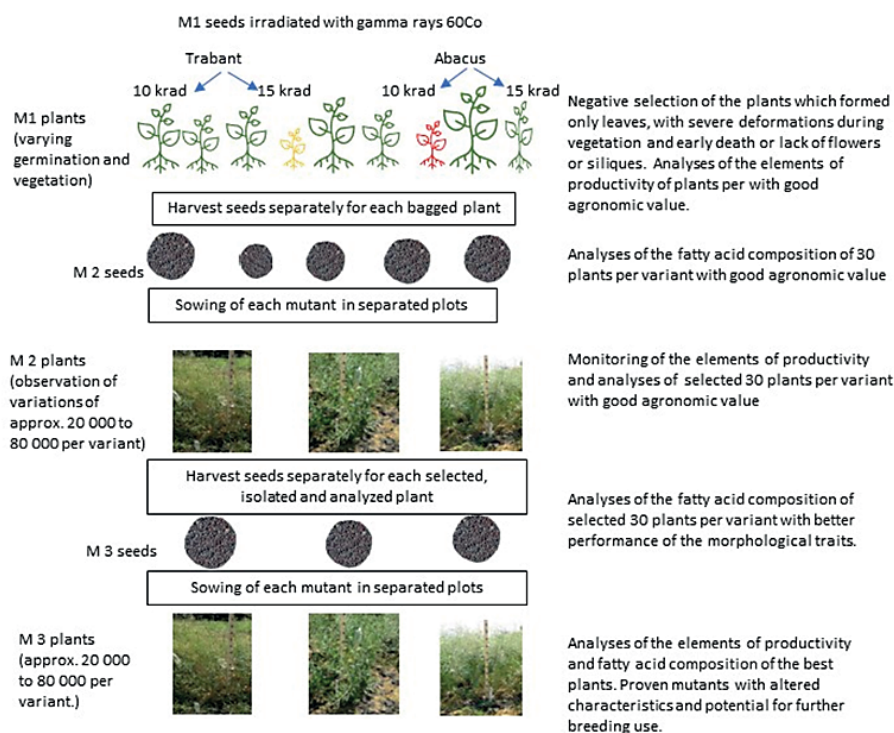 M1 seeds irradiated with gamma rays 60Co
Trabant
Abacus
10 krad
15 krad
10 krad
15 krad
M1 plants
(varying
germination and
vegetation)
Negative selection of the plants which formed
only leaves, with severe deformations during
vegetation and early death or lack of flowers
or siliques. Analyses of the elements of
productivity of plants per with good
agronomic value.
Harvest seeds separately for each bagged plant
M 2 seeds
Analyses of the fatty acid composition of 30
plants per variant with good agronomic value
Sowing of each mutant in separated plots
M 2 plants
(observation of
variations of
approx. 20 000 to
80 000 per variant)
Monitoring of the elements of productivity
and analyses of selected 30 plants per variant
with good agronomic value
Harvest seeds separately for each selected,
isolated and analyzed plant
Analyses of the fatty acid composition of
selected 30 plants per variant with better
performance of the morphological traits.
M 3 seeds
Sowing of each mutant in separated plots
M 3 plants
(approx. 20 000
to 80 000 per
variant.)
Analyses of the elements of productivity
and fatty acid composition of the best
plants. Proven mutants with altered
characteristics and potential for further
breeding use.